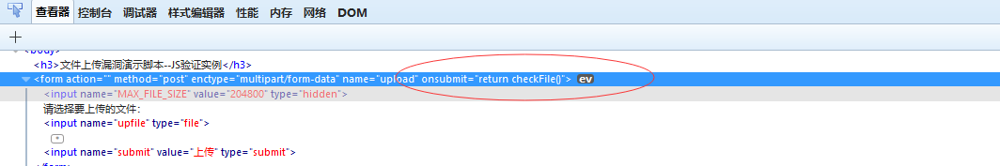 查看器 控制台 调试器 样式编辑器 性能 内存 网络 DOM
+
<body>
<h3>文件上传漏洞演示脚本--JS验证实例</h3>
<form action="" method="post" enctype="multipart/form-data" name="upload" onsubmit="return checkFile()"> ev
<input name="MAX_FILE_SIZE" value="204800" type="hidden">
请选择要上传的文件:
<input name="upfile" type="file">
<input name="submit" value="上传" type="submit">
</form>